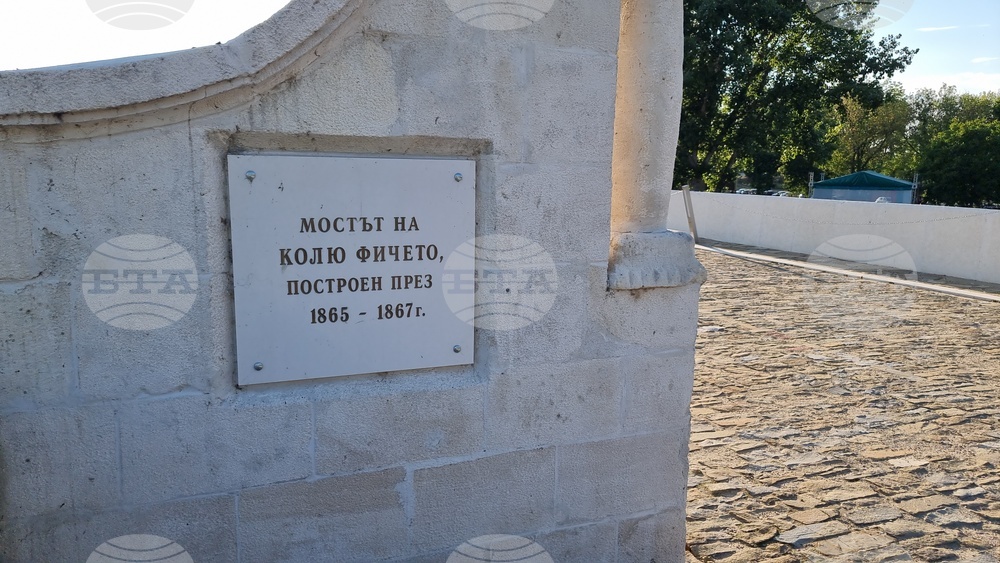 МОСТЪТ НА
КОЛЮ ФИЧЕТО,
ПОСТРОЕН ПРЕЗ
1865 - 1867г.
БТА
БТА
БТА